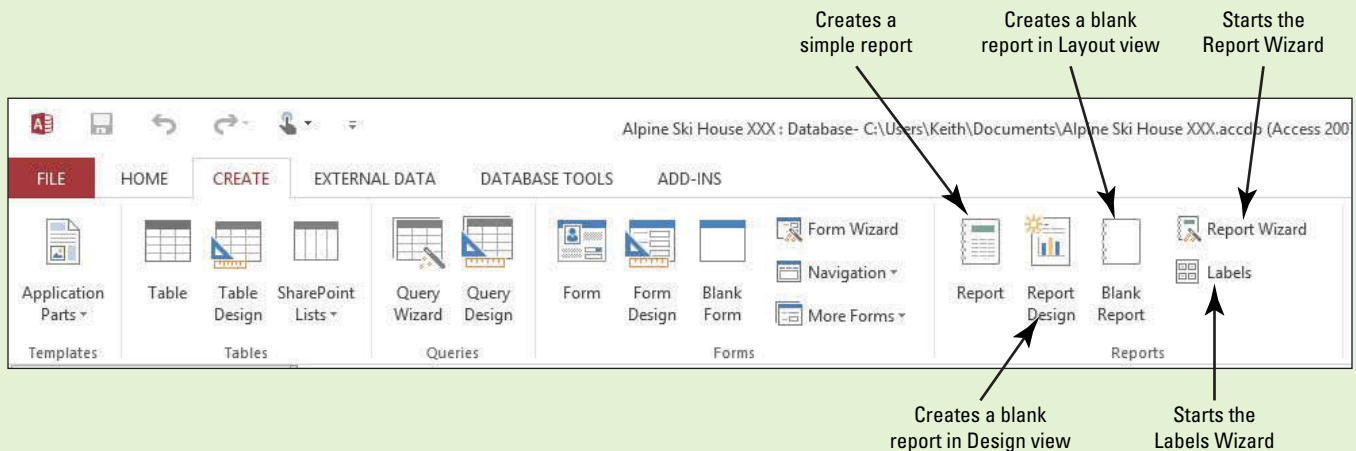 Creates a
simple report
Creates a blank
report in Layout view
Starts the
Report Wizard
Alpine Ski House XXX : Database- C:\Users\Keith\Documents\Alpine Ski House XXX.accdb (Access 2007
FILE HOME CREATE EXTERNAL DATA DATABASE TOOLS ADD-INS
Application
Parts
Table
Table
Design
SharePoint
Lists
Query
Wizard
Query
Design
Form
Form
Design
Blank
Form
Form Wizard
Navigation
More Forms
Report
Report
Design
Blank
Report
Report Wizard
Labels
Templates Tables Queries Forms Reports
Creates a blank
report in Design view
Starts the
Labels Wizard